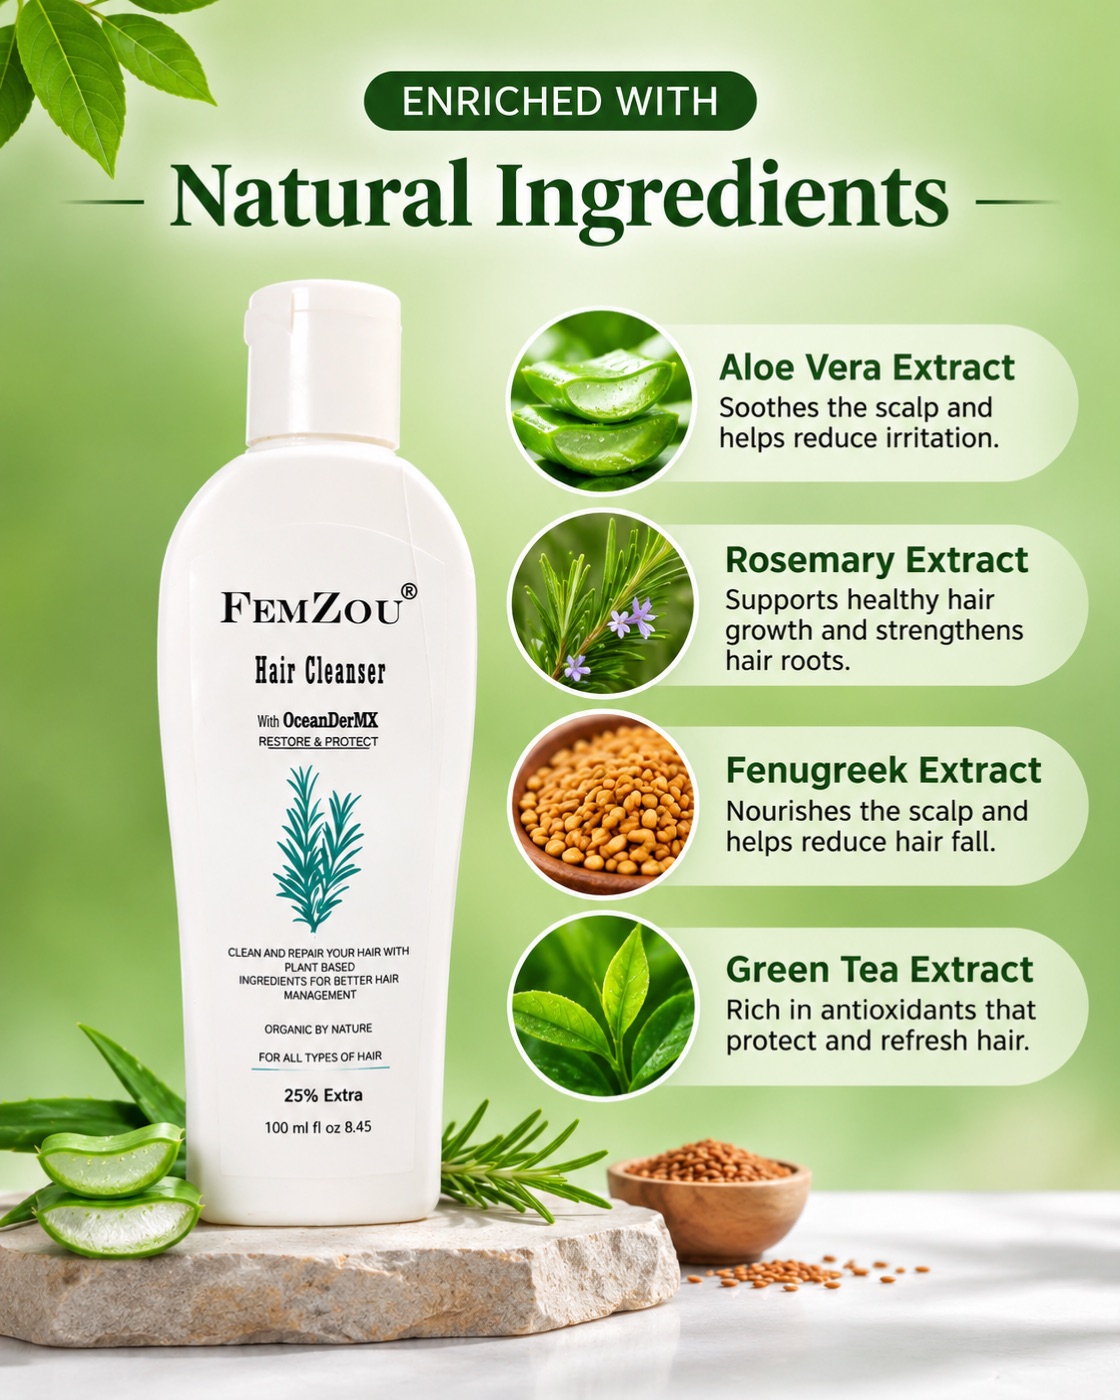 ENRICHED WITH
Natural Ingredients
Aloe Vera Extract
Soothes the scalp and
helps reduce irritation.
Rosemary Extract
Supports healthy hair
growth and strengthens
hair roots.
Fenugreek Extract
Nourishes the scalp and
helps reduce hair fall.
Green Tea Extract
Rich in antioxidants that
protect and refresh hair.
FEMZOU®
Hair Cleanser
With OceanDerMX
RESTORE & PROTECT
CLEAN AND REPAIR YOUR HAIR WITH
PLANT BASED
INGREDIENTS FOR BETTER HAIR
MANAGEMENT
ORGANIC BY NATURE
FOR ALL TYPES OF HAIR
25% Extra
100 ml fl oz 8.45